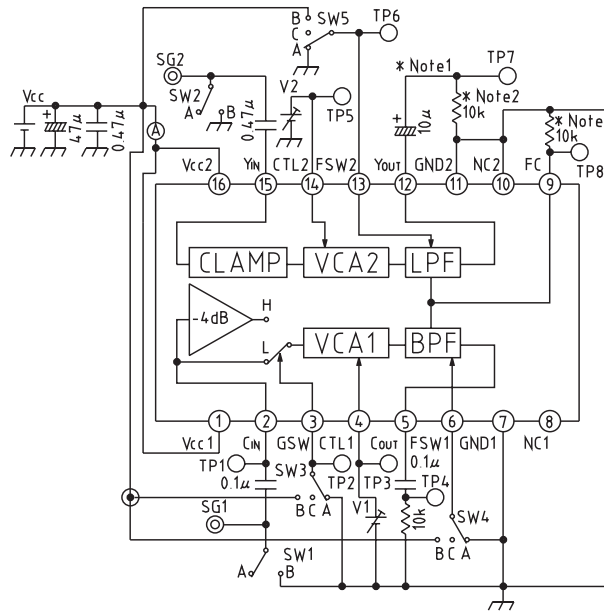 B
C
A
SW5
TP6
SG2
SW2
A
B
0.47μ
V2
TP5
* Note1
TP7
+
10μ
* Note2
10k
* Note
10k
TP8
Vcc
+
47μ
0.47μ
A
Vcc2
YIN
CTL2
FSW2
YOUT
GND2
NC2
FC
16
15
14
13
12
11
10
9
CLAMP
VCA2
LPF
-4dB
H
L
VCA1
BPF
1
2
3
4
5
6
7
8
Vcc1
CIN
GSW
CTL1
COUT
FSW1
GND1
NC1
TP1
0.1μ
SW3
TP2
TP3
0.1μ
TP4
B C A
V1
10k
SW4
B C A
SG1
SW1
A
B